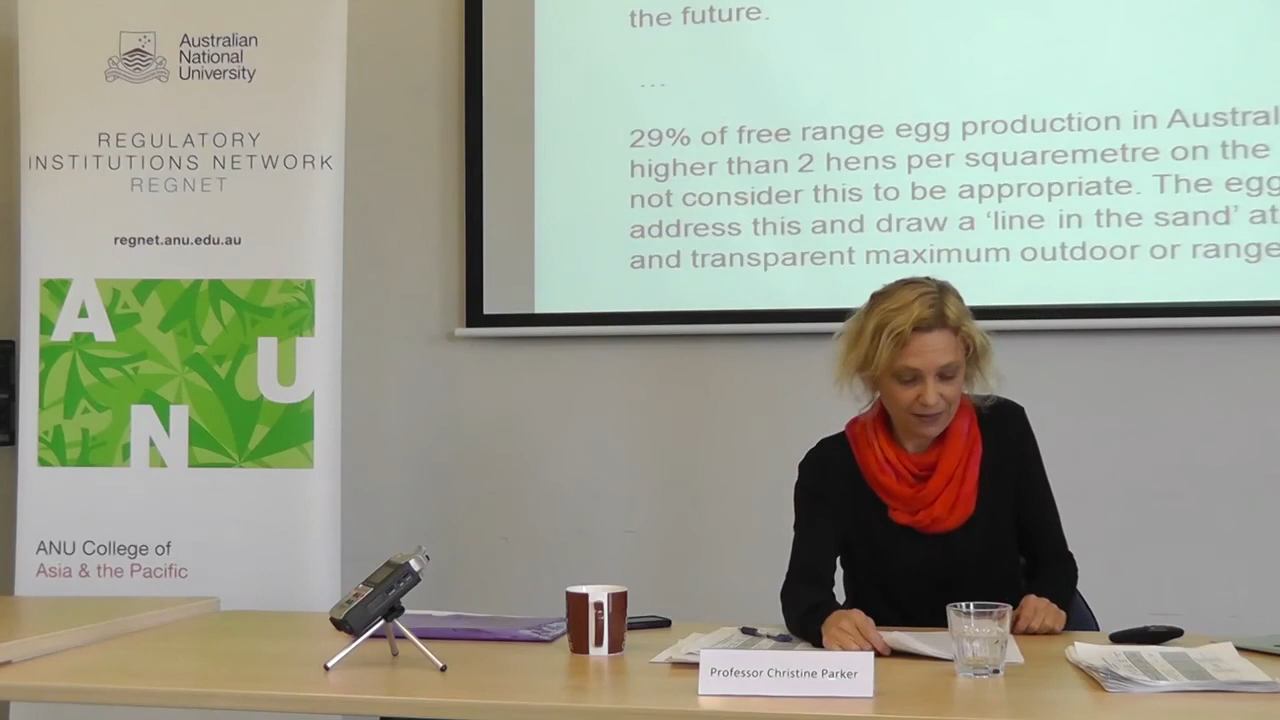 Australian
National
University
REGULATORY
INSTITUTIONS NETWORK
REGNET
regnet.anu.edu.au
A
N
U
ANU College of
Asia & the Pacific
the future.
...
29% of free range egg production in
higher than 2 hens per squaremetre on the
not consider this to be appropriate. The egg
address this and draw a ‘line in the sand’ at
and transparent maximum outdoor or range
Professor Christine Parker